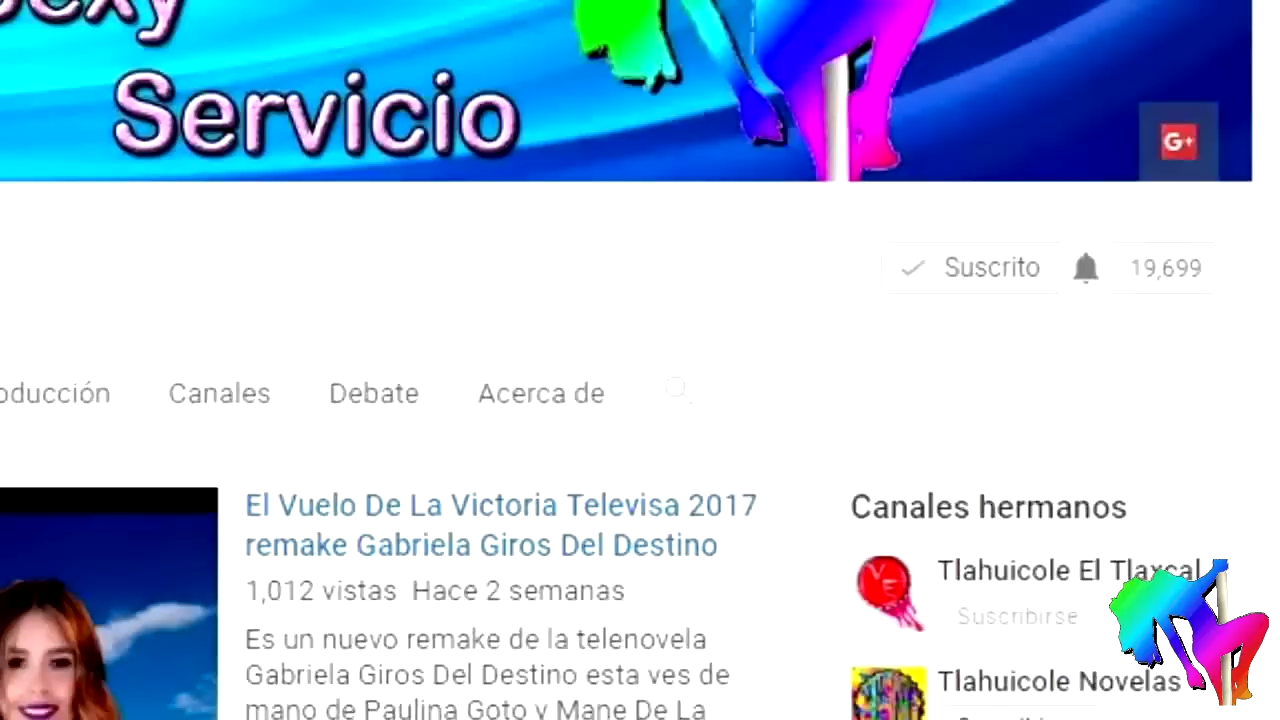 Sexy
Servicio
G+
Suscrito 19,699
oducción Canales Debate Acerca de
El Vuelo De La Victoria Televisa 2017
remake Gabriela Giros Del Destino
1,012 vistas Hace 2 semanas
Es un nuevo remake de la telenovela
Gabriela Giros Del Destino esta ves de
mano de Paulina Goto y Mane De La
Canales hermanos
VE
Tlahuicole El Tlaxcal
Suscribirse
Tlahuicole Novelas